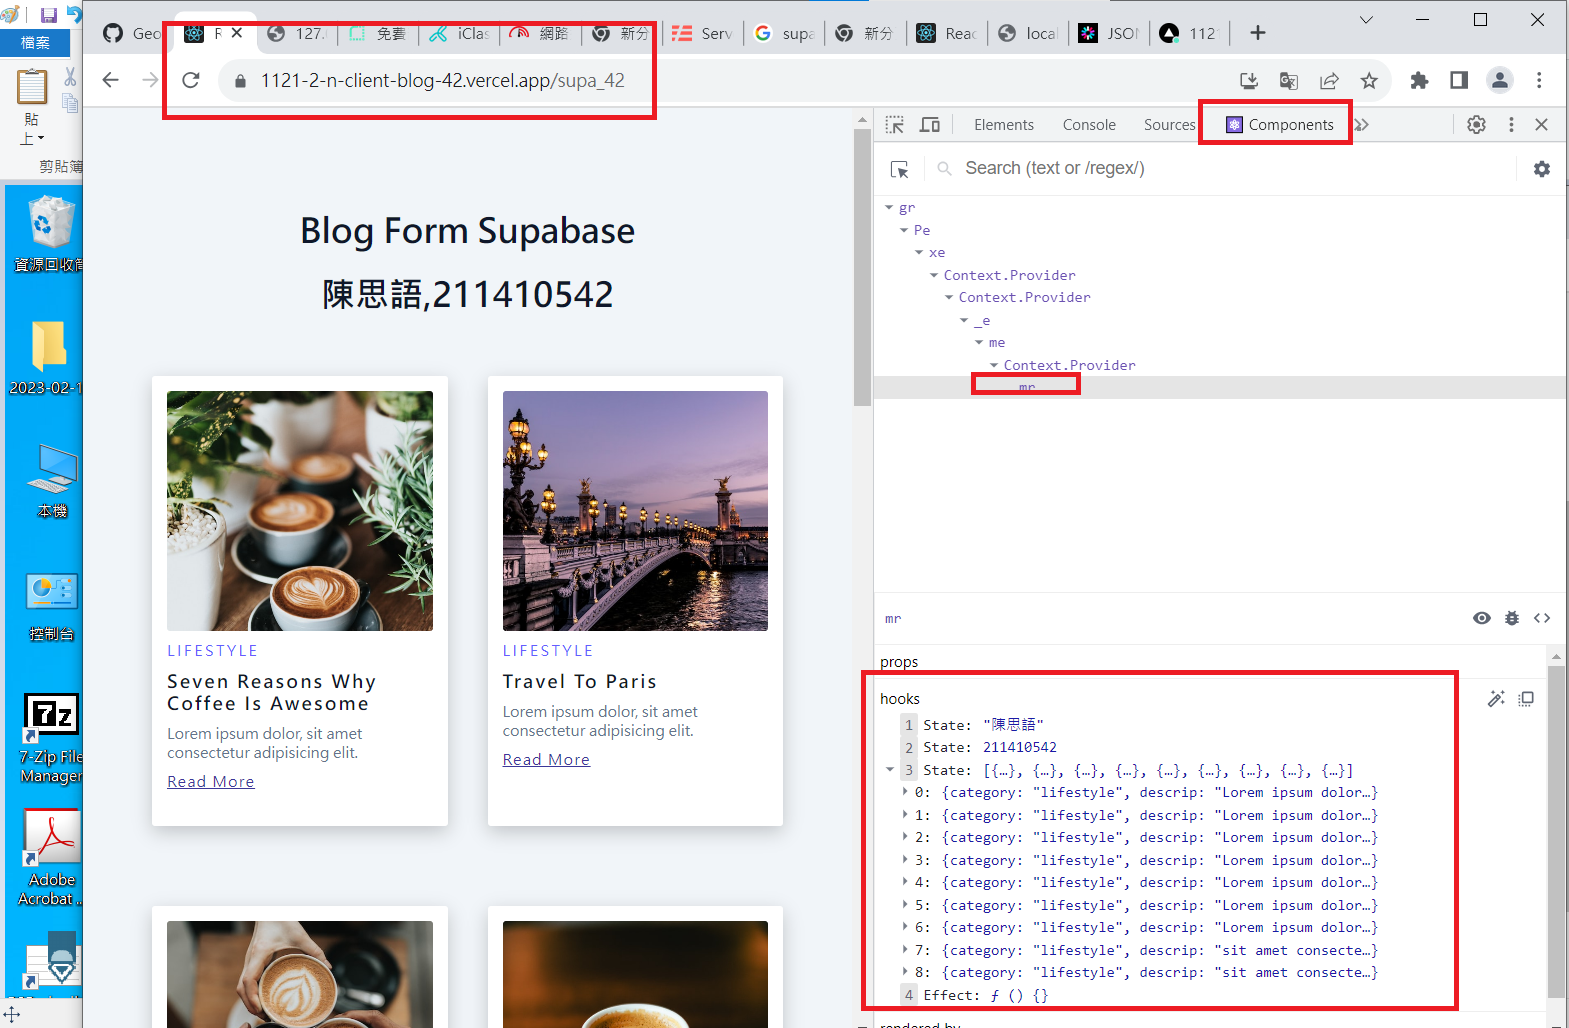 檔案
貼
上
剪貼簿
資源回收筒
2023-02-1
本機
控制台
7-Zip File
Manager
Adobe
Acrobat ..
Geo
R
127.
免費
iClas
網路
新分
Serv
supa
新分
Reac
local
JSON
112
1121-2-n-client-blog-42.vercel.app/supa_42
Blog Form Supabase
陳思語,211410542
LIFESTYLE
Seven Reasons Why
Coffee Is Awesome
Lorem ipsum dolor, sit amet
consectetur adipisicing elit.
Read More
LIFESTYLE
Travel To Paris
Lorem ipsum dolor, sit amet
consectetur adipisicing elit.
Read More
Elements
Console
Sources
Components
Search (text or /regex/)
gr
Pe
xe
Context.Provider
Context.Provider
_e
me
Context.Provider
mr
mr
props
hooks
1 State: "陳思語"
2 State: 211410542
3 State: [{…}, {…}, {…}, {…}, {…}, {…}, {…}, {…}, {…}]
0: {category: "lifestyle", descrip: "Lorem ipsum dolor…}
1: {category: "lifestyle", descrip: "Lorem ipsum dolor…}
2: {category: "lifestyle", descrip: "Lorem ipsum dolor…}
3: {category: "lifestyle", descrip: "Lorem ipsum dolor…}
4: {category: "lifestyle", descrip: "Lorem ipsum dolor…}
5: {category: "lifestyle", descrip: "Lorem ipsum dolor…}
6: {category: "lifestyle", descrip: "Lorem ipsum dolor…}
7: {category: "lifestyle", descrip: "sit amet consecte…}
8: {category: "lifestyle", descrip: "sit amet consecte…}
4 Effect: ƒ () {}
rendered by